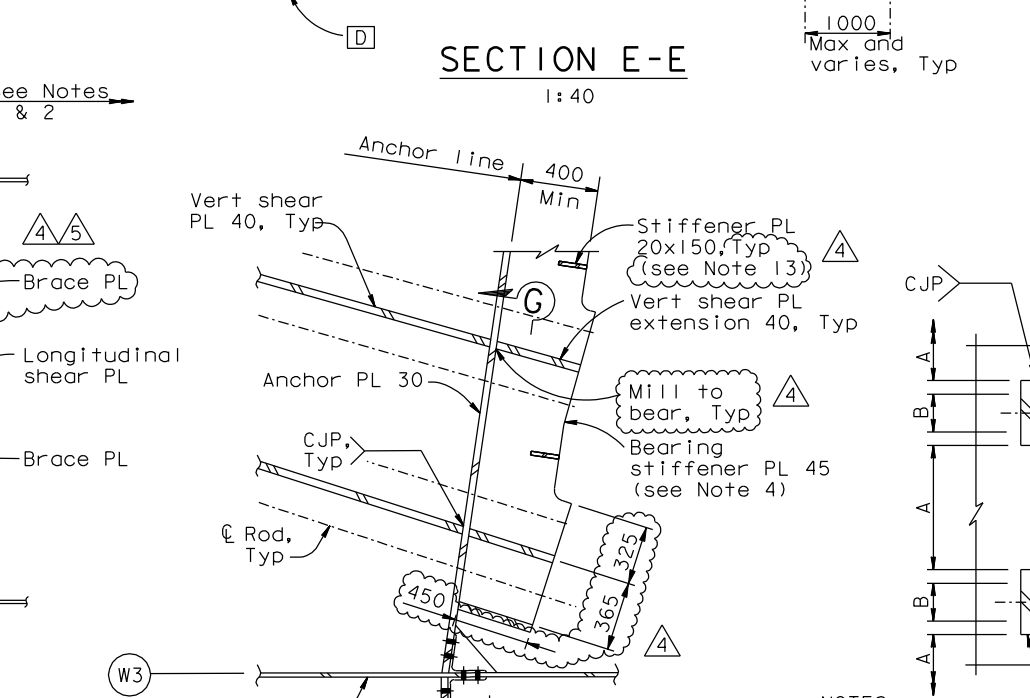 D
SECTION E-E
1:40
1000
Max and
varies, Typ
ee Notes
& 2
Anchor line
400
Min
Vert shear
PL 40, Typ
Stiffener PL
20x150, Typ
(see Note 13)
4
4 5
Brace PL
G
Vert shear PL
extension 40, Typ
CJP
Longitudinal
shear PL
Anchor PL 30
Mill to
bear, Typ
4
A
B
CJP,
Typ
Bearing
stiffener PL 45
(see Note 4)
Brace PL
A
℄ Rod,
Typ
325
365
450
4
B
A
W3
NOTES